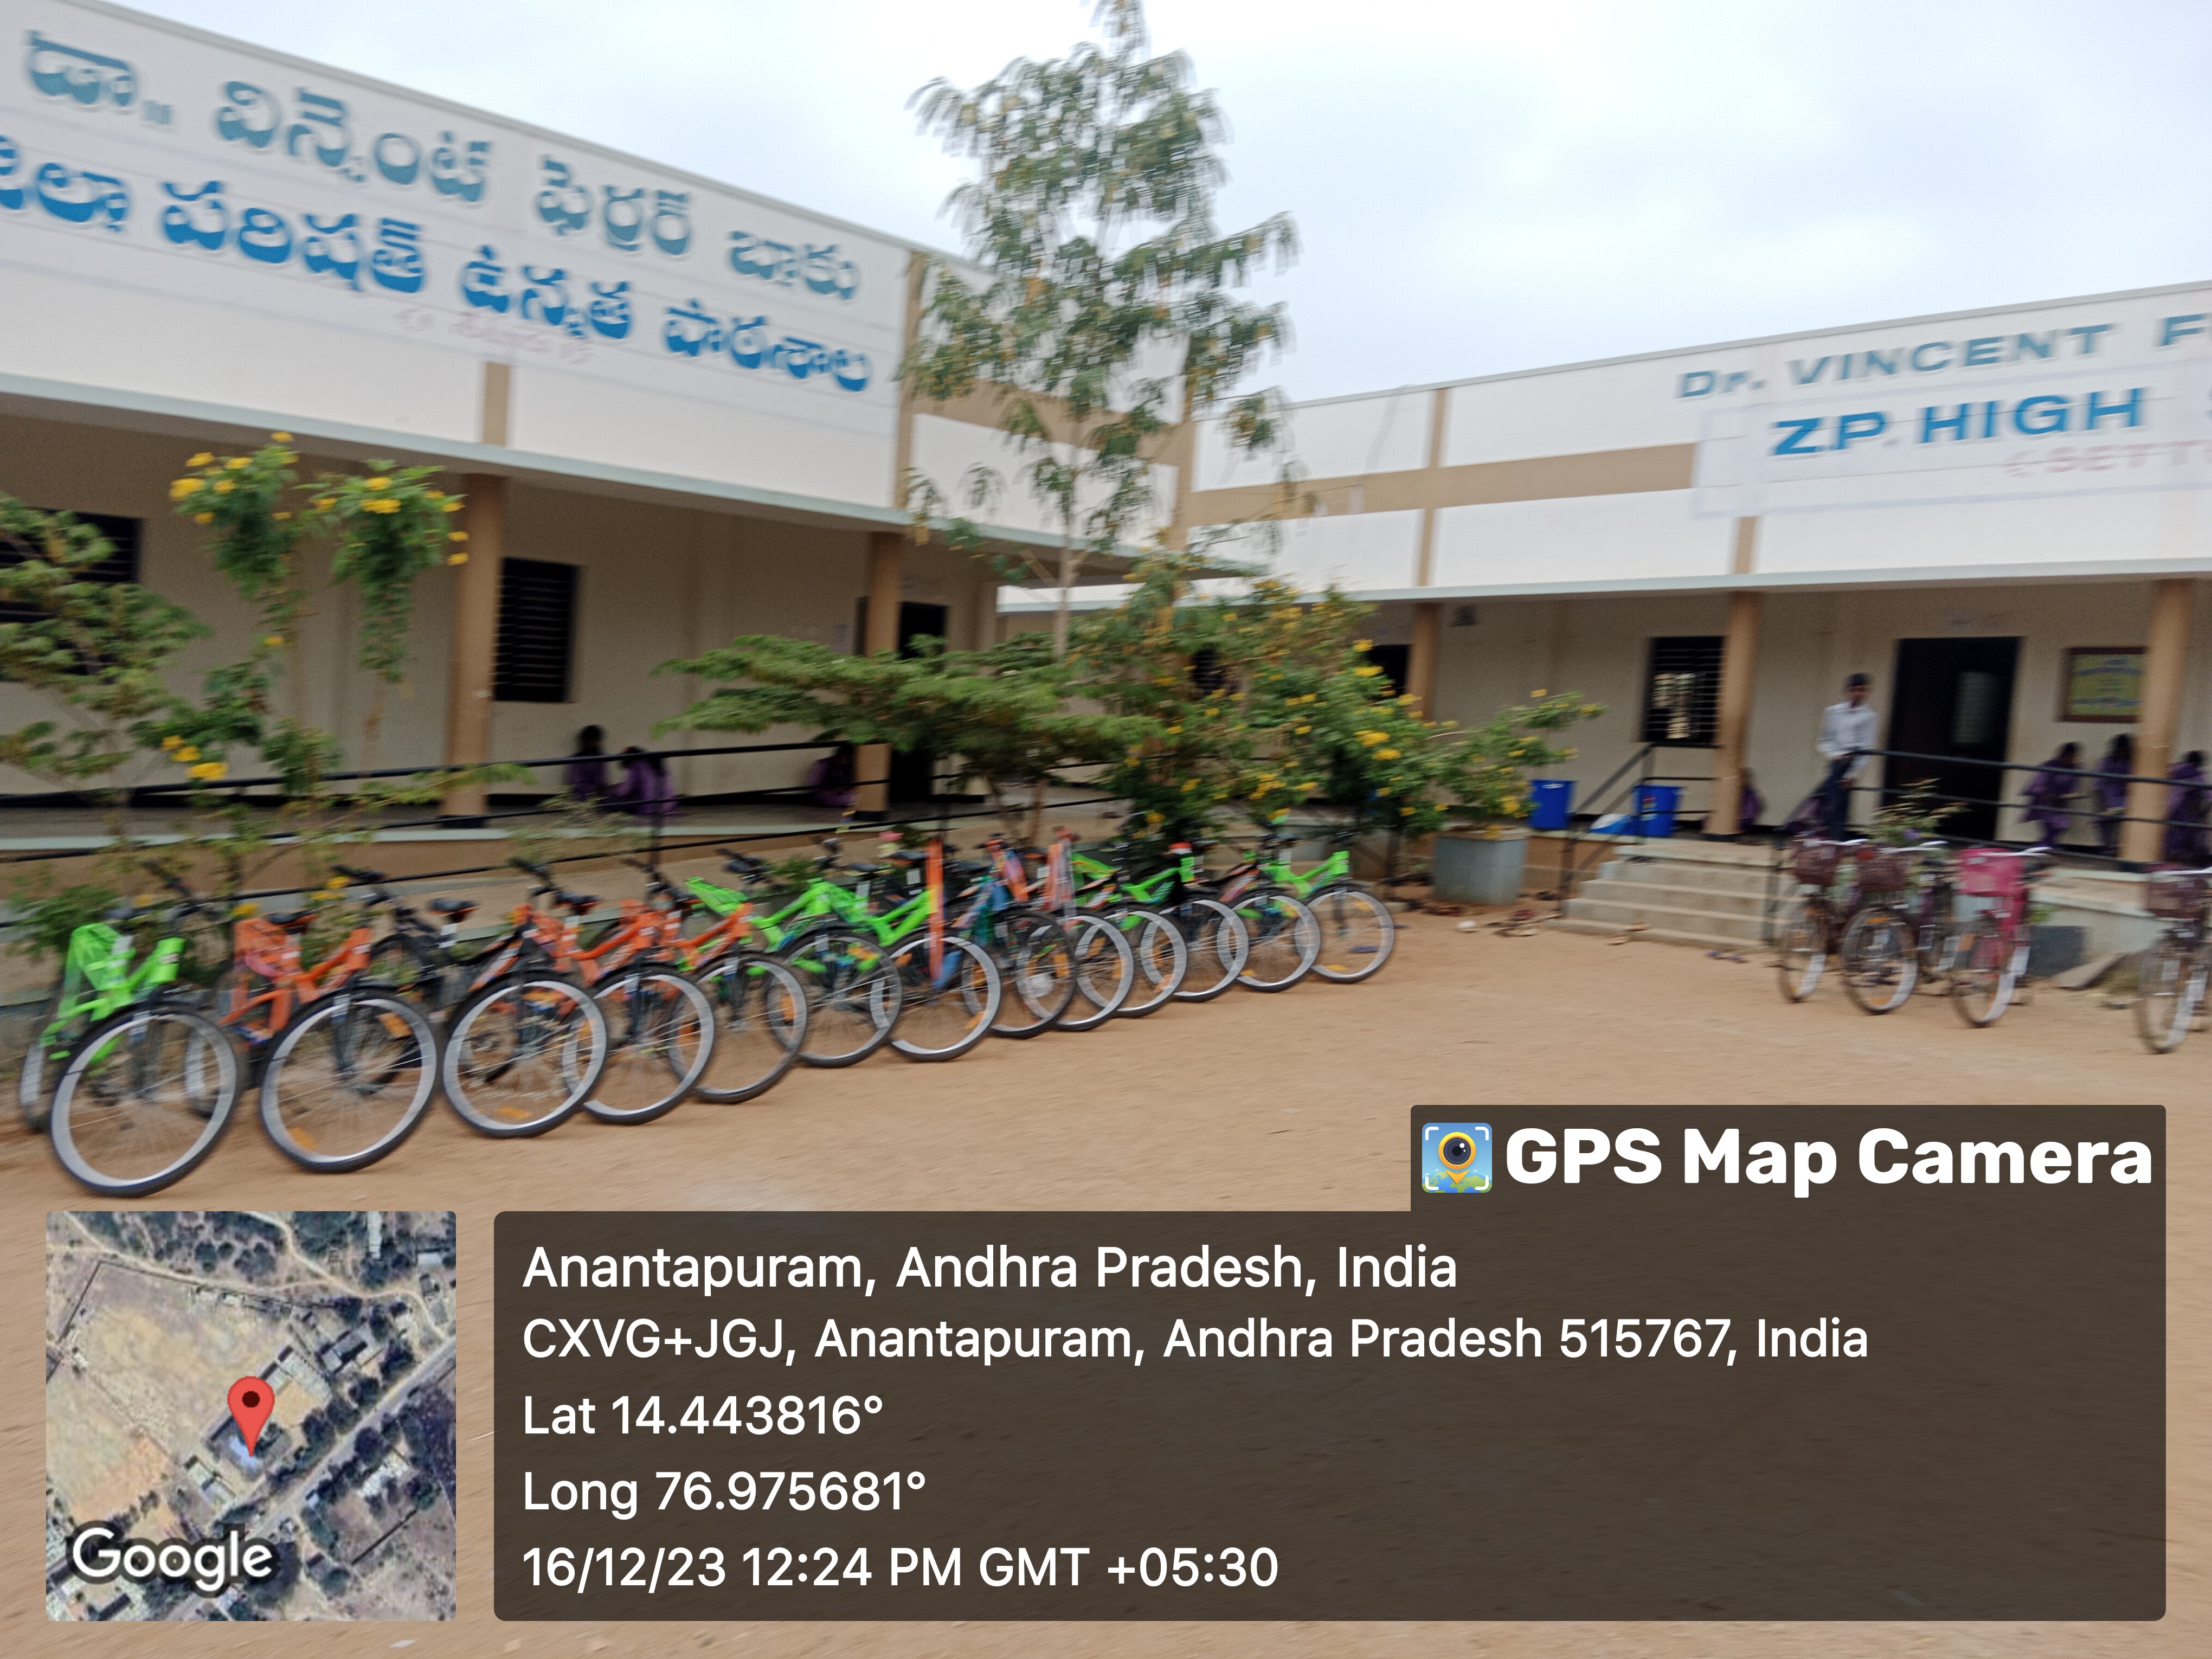 డా,, విన్సెంట్ ఫెర్రర్ బాకు
జిల్లా పరిషత్ ఉన్నత పాఠశాల
Dr. VINCENT
Z.P. HIGH
GPS Map Camera
Anantapuram, Andhra Pradesh, India
CXVG+JGJ, Anantapuram, Andhra Pradesh 515767, India
Lat 14.443816°
Long 76.975681°
16/12/23 12:24 PM GMT +05:30
Google